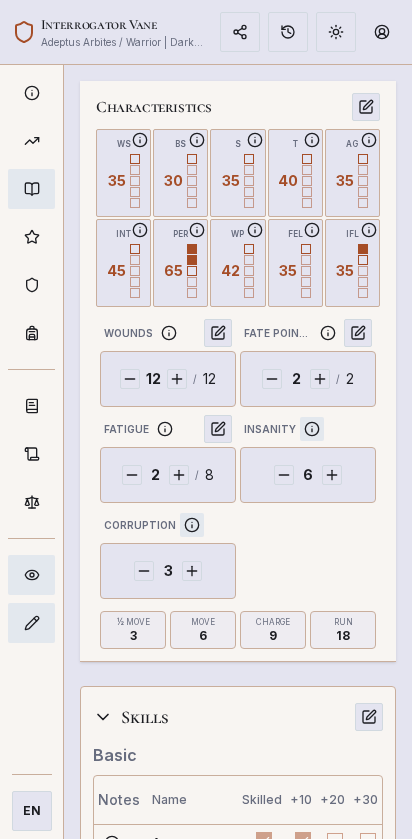 Interrogator Vane
Adeptus Arbites / Warrior | Dark...
Characteristics
WS BS S T AG
35 30 35 40 35
INT PER WP FEL IFL
45 65 42 35 35
WOUNDS FATE POIN...
12 / 12 2 / 2
FATIGUE INSANITY
2 / 8 6
CORRUPTION
3
½ MOVE MOVE CHARGE RUN
3 6 9 18
Skills
Basic
Notes Name Skilled +10 +20 +30
EN